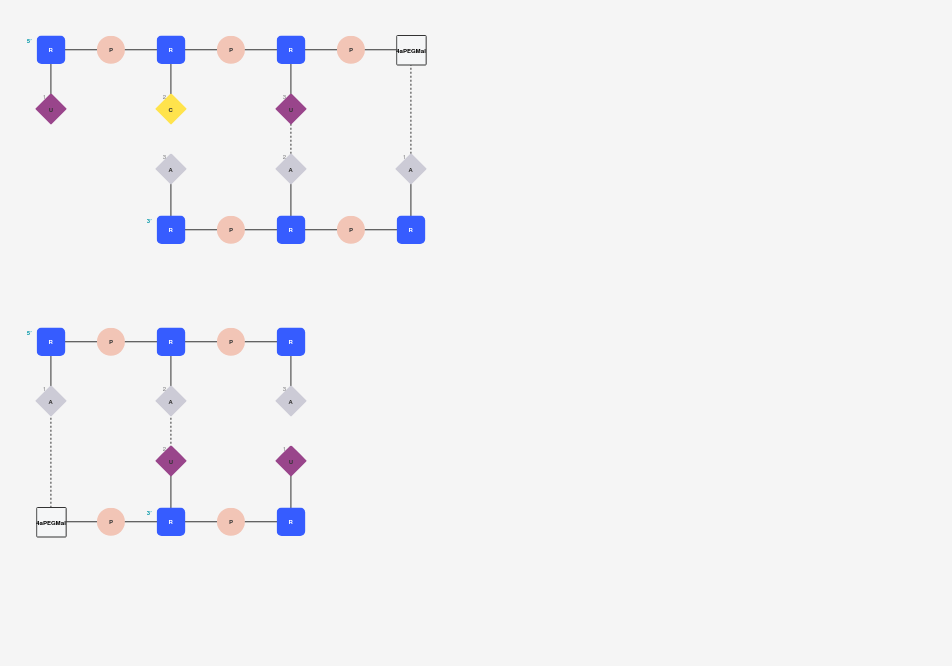 5' R P R P R P 4aPEGMal
1 2 3
U C U
3 2 1
A A A
3' R P R P R
5' R P R P R
1 2 3
A A A
2 1
U U
4aPEGMal P 3' R P R